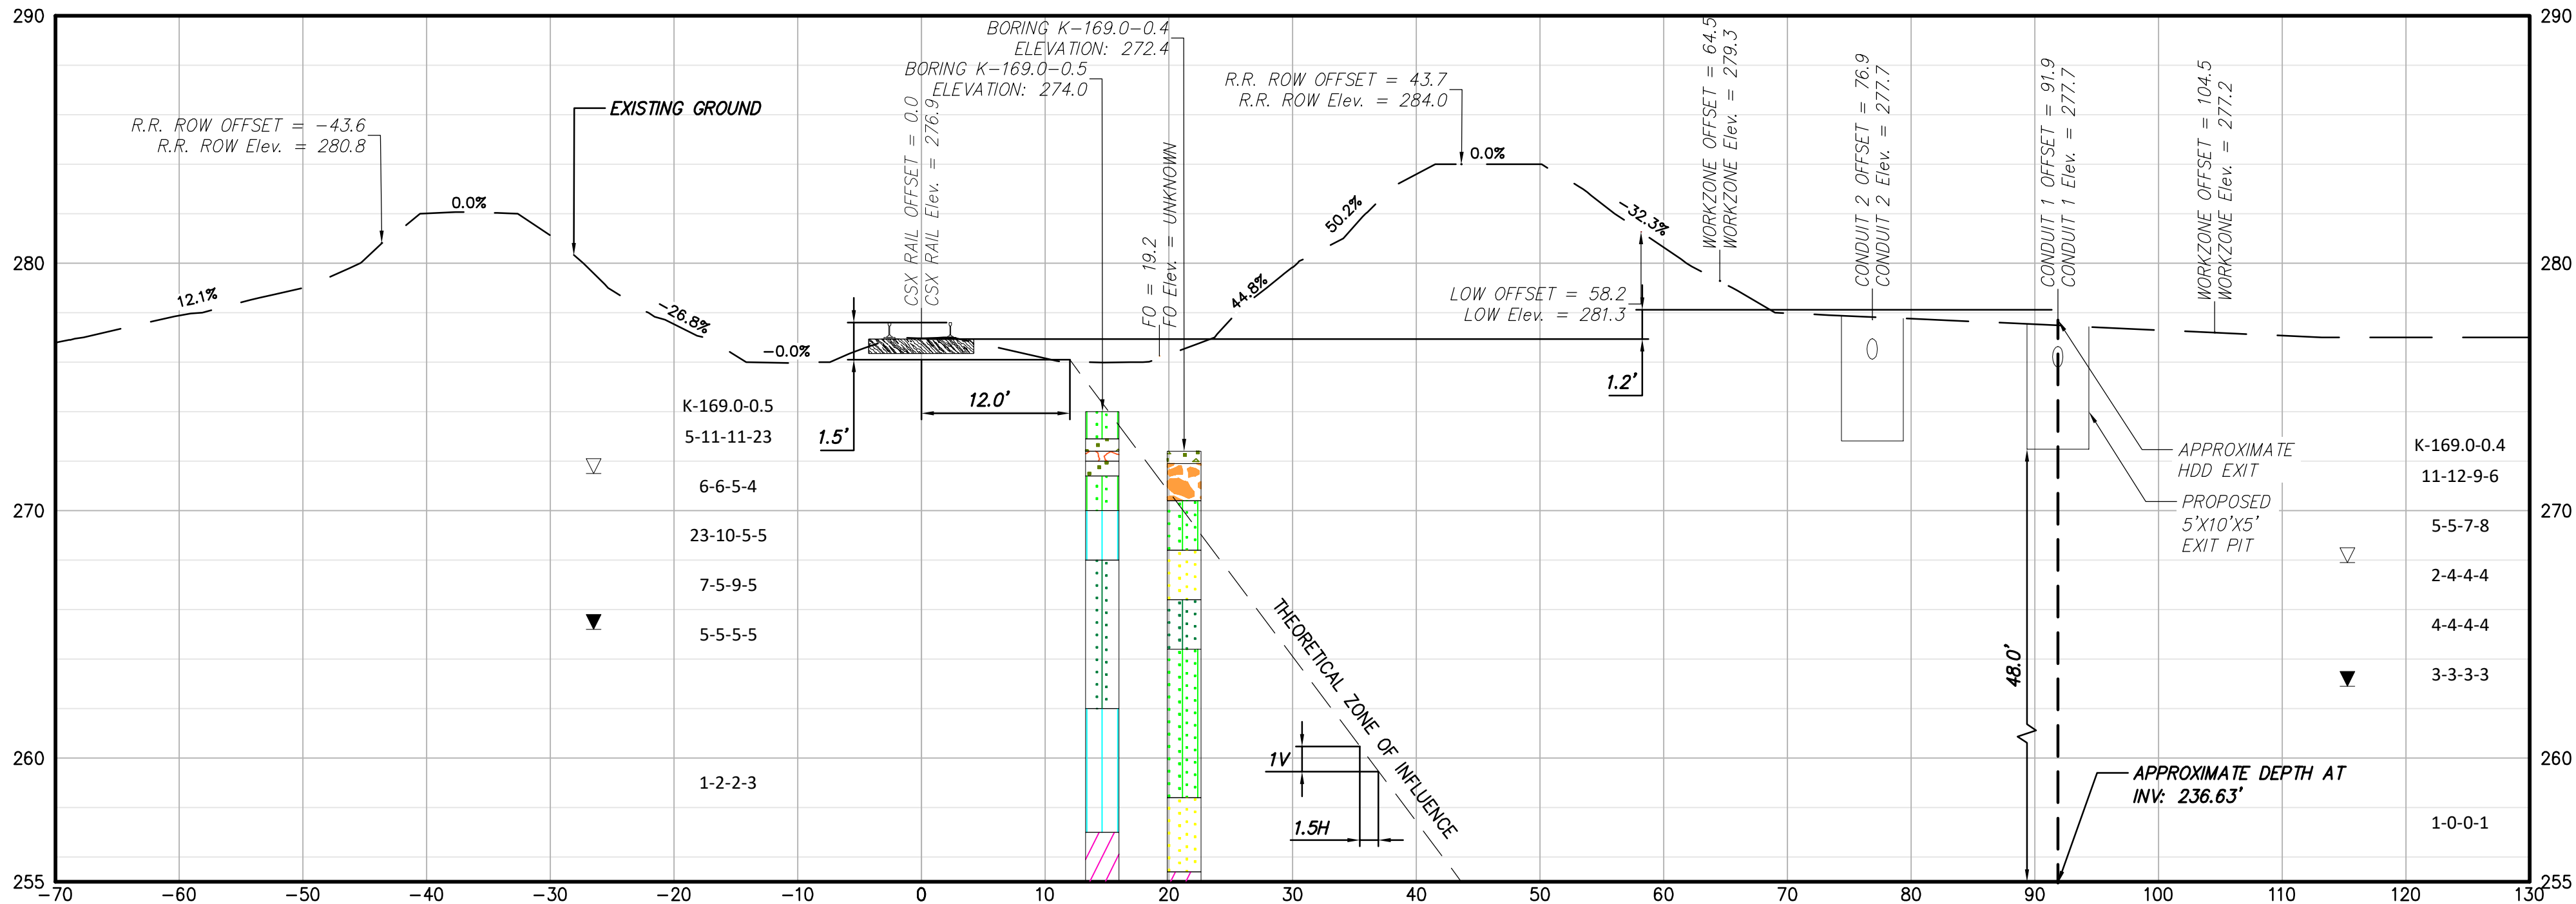 290
290
BORING K-169.0-0.4
ELEVATION: 272.4
BORING K-169.0-0.5
ELEVATION: 274.0
R.R. ROW OFFSET = 43.7
R.R. ROW Elev. = 284.0
EXISTING GROUND
R.R. ROW OFFSET = -43.6
R.R. ROW Elev. = 280.8
CSX RAIL OFFSET = 0.0
CSX RAIL Elev. = 276.9
FO = 19.2
FO Elev. = UNKNOWN
WORKZONE OFFSET = 64.5
WORKZONE Elev. = 279.3
CONDUIT 2 OFFSET = 76.9
CONDUIT 2 Elev. = 277.7
CONDUIT 1 OFFSET = 91.9
CONDUIT 1 Elev. = 277.7
WORKZONE OFFSET = 104.5
WORKZONE Elev. = 277.2
0.0%
0.0%
50.2%
-32.3%
280
280
12.1%
-26.8%
44.8%
LOW OFFSET = 58.2
LOW Elev. = 281.3
-0.0%
1.2'
12.0'
1.5'
K-169.0-0.5
5-11-11-23
6-6-5-4
23-10-5-5
7-5-9-5
5-5-5-5
1-2-2-3
APPROXIMATE
HDD EXIT
PROPOSED
5'X10'X5'
EXIT PIT
K-169.0-0.4
11-12-9-6
5-5-7-8
2-4-4-4
4-4-4-4
3-3-3-3
1-0-0-1
270
270
THEORETICAL ZONE OF INFLUENCE
48.0'
260
260
1V
1.5H
APPROXIMATE DEPTH AT
INV: 236.63'
255
255
-70 -60 -50 -40 -30 -20 -10 0 10 20 30 40 50 60 70 80 90 100 110 120 130